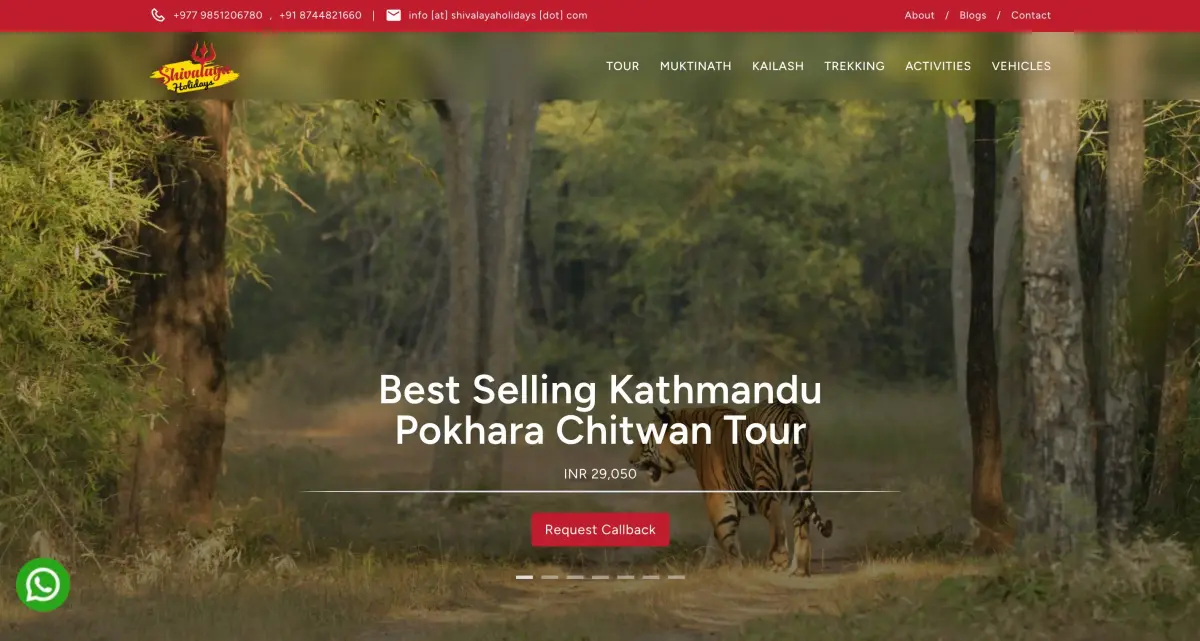 +977 9851206780 , +91 8744821660 | info [at] shivalayaholidays [dot] com
About / Blogs / Contact
Shivalaya
Holidays
TOUR MUKTINATH KAILASH TREKKING ACTIVITIES VEHICLES
Best Selling Kathmandu
Pokhara Chitwan Tour
INR 29,050
Request Callback